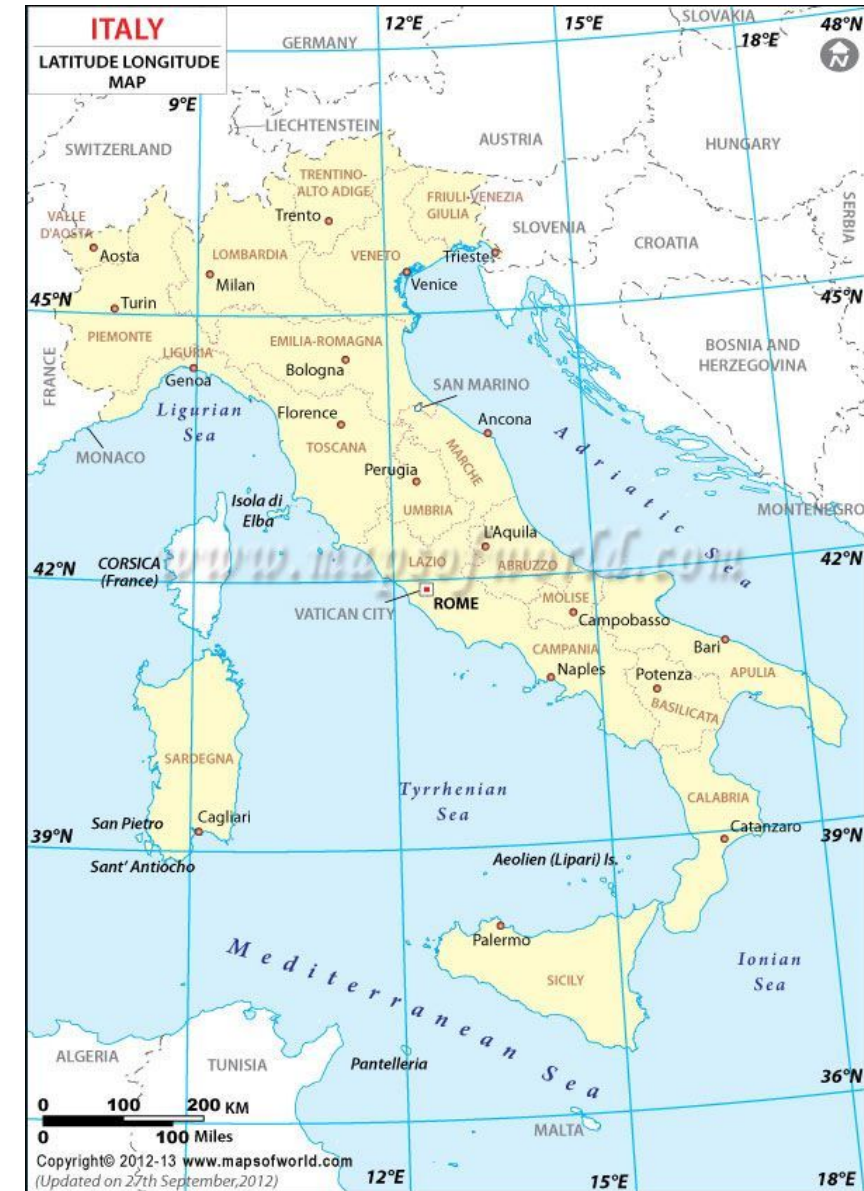 ITALY
LATITUDE LONGITUDE
MAP
12°E
15°E
SLOVAKIA
48°N
18°E
GERMANY
9°E
LIECHTENSTEIN
SWITZERLAND
AUSTRIA
HUNGARY
TRENTINO-
ALTO ADIGE
FRIULI-VENEZIA
GIULIA
VALLE
D'AOSTA
Trento
SLOVENIA
SERBIA
CROATIA
Aosta
LOMBARDIA
VENETO
Trieste
Milan
Venice
45°N
Turin
45°N
PIEMONTE
LIGURIA
EMILIA-ROMAGNA
BOSNIA AND
HERZEGOVINA
FRANCE
Genoa
Bologna
SAN MARINO
Ligurian
Sea
Florence
Ancona
TOSCANA
MARCHE
Adriatic Sea
MONACO
Perugia
Isola di
Elba
UMBRIA
MONTENEGRO
L'Aquila
www.mapsofworld.com
CORSICA
(France)
42°N
LAZIO
ABRUZZO
42°N
VATICAN CITY
ROME
MOLISE
Campobasso
CAMPANIA
Bari
Naples
Potenza
APULIA
BASILICATA
SARDEGNA
Tyrrhenian
Sea
CALABRIA
San Pietro
Cagliari
Catanzaro
39°N
39°N
Sant' Antiocho
Aeolien (Lipari) Is.
Palermo
Mediterranean Sea
SICILY
Ionian
Sea
ALGERIA
TUNISIA
Pantelleria
36°N
0 100 200 KM
0 100 Miles
MALTA
Copyright© 2012-13 www.mapsofworld.com
(Updated on 27th September,2012)
12°E
15°E
18°E